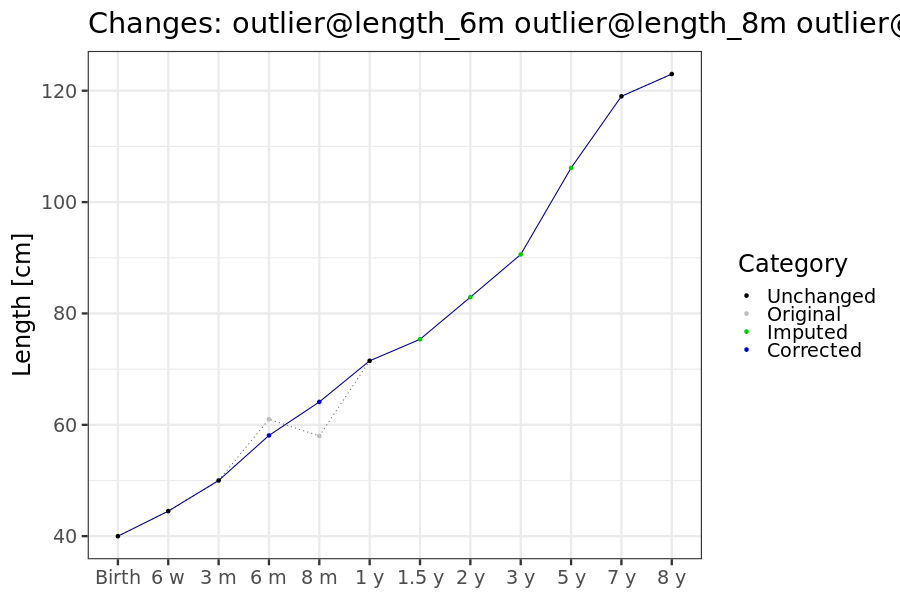 Changes: outlier@length_6m outlier@length_8m outlier@
Length [cm]
120
100
80
60
40
Birth 6 w 3 m 6 m 8 m 1 y 1.5 y 2 y 3 y 5 y 7 y 8 y
Category
Unchanged
Original
Imputed
Corrected